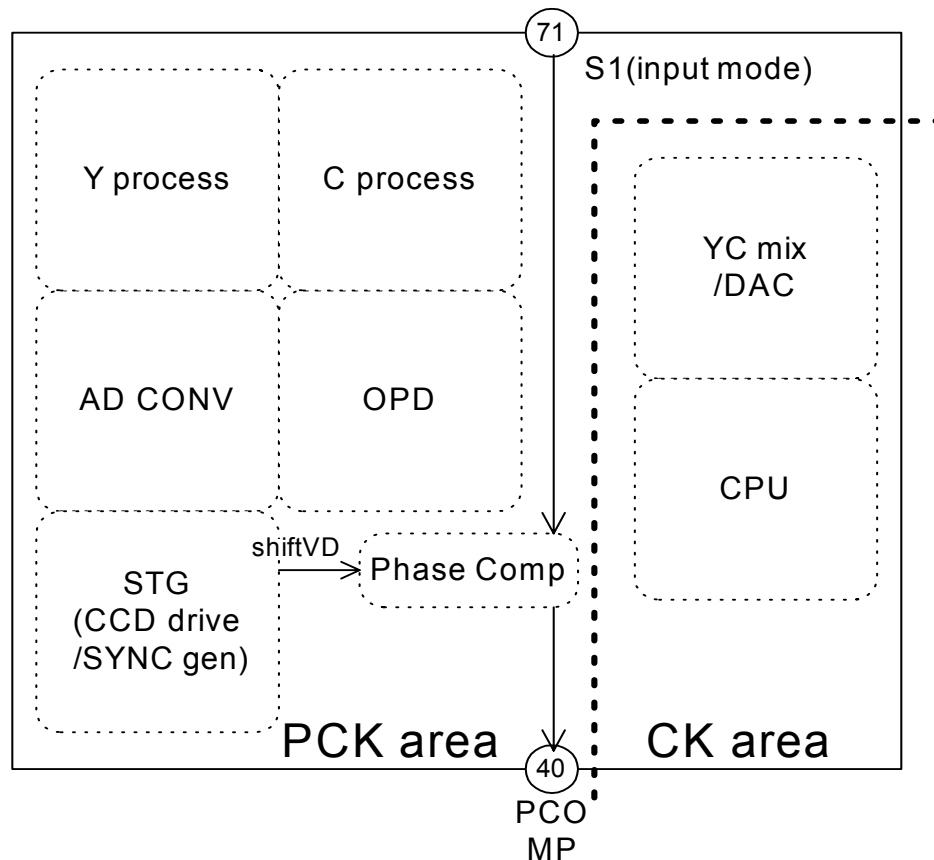 71
S1(input mode)
Y process
C process
YC mix
/DAC
AD CONV
OPD
CPU
shiftVD
Phase Comp
STG
(CCD drive
/SYNC gen)
PCK area
CK area
40
PCO
MP